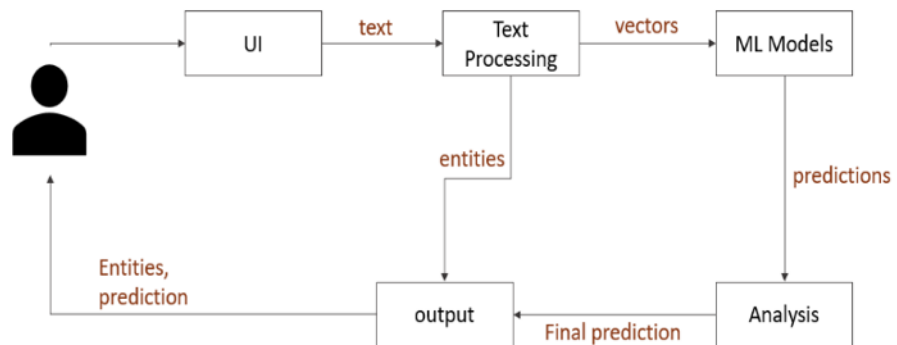 UI
text
Text
Processing
vectors
ML Models
entities
predictions
Entities,
prediction
output
Final prediction
Analysis